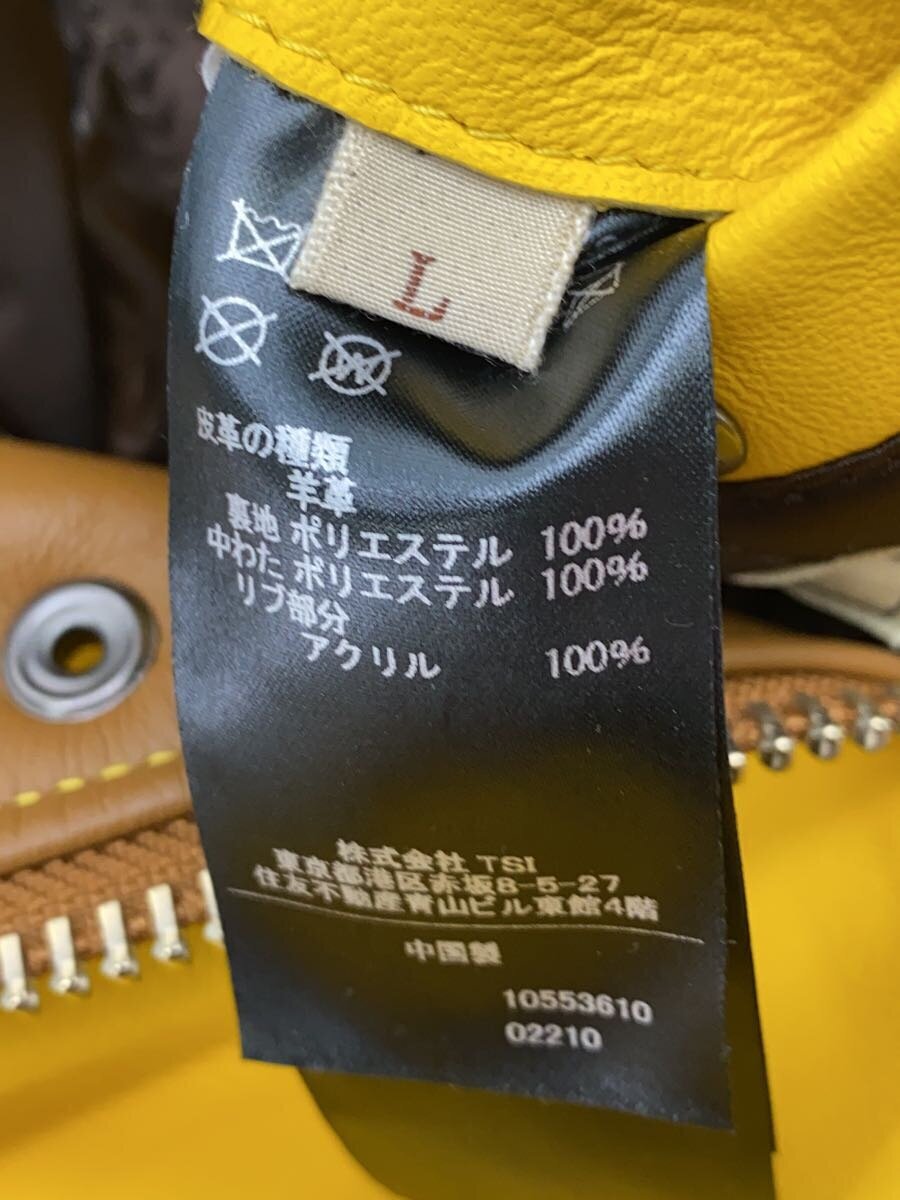 L
皮革の種類
羊革
裏地 ポリエステル 100%
中わた ポリエステル 100%
リブ部分
アクリル 100%
株式会社 TSI
東京都港区赤坂8-5-27
住友不動産青山ビル東館4階
中国製
10553610
02210